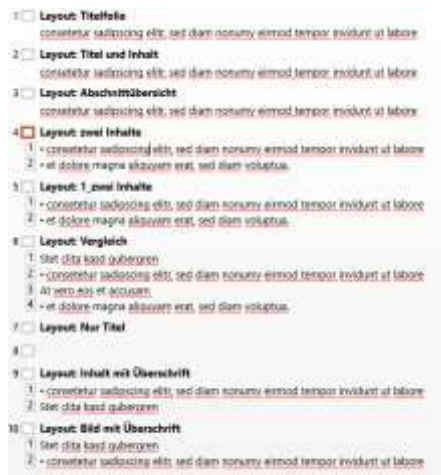 1 Layout: Titelfolie
consetetur sadipscing elitr, sed diam nonumy eirmod tempor invidunt ut labore
2 Layout: Titel und Inhalt
consetetur sadipscing elitr, sed diam nonumy eirmod tempor invidunt ut labore
3 Layout: Abschnittübersicht
consetetur sadipscing elitr, sed diam nonumy eirmod tempor invidunt ut labore
4 Layout: zwei Inhalte
1 • consetetur sadipscing elitr, sed diam nonumy eirmod tempor invidunt ut labore
2 • et dolore magna aliquyam erat, sed diam voluptua.
5 Layout: 1_zwei Inhalte
1 • consetetur sadipscing elitr, sed diam nonumy eirmod tempor invidunt ut labore
2 • et dolore magna aliquyam erat, sed diam voluptua.
6 Layout: Vergleich
1 Stet clita kasd gubergren
2 • consetetur sadipscing elitr, sed diam nonumy eirmod tempor invidunt ut labore
3 At vero eos et accusam
4 • et dolore magna aliquyam erat, sed diam voluptua.
7 Layout: Nur Titel
8
9 Layout: Inhalt mit Überschrift
1 • consetetur sadipscing elitr, sed diam nonumy eirmod tempor invidunt ut labore
2 Stet clita kasd gubergren
10 Layout: Bild mit Überschrift
1 Stet clita kasd gubergren
2 • consetetur sadipscing elitr, sed diam nonumy eirmod tempor invidunt ut labore